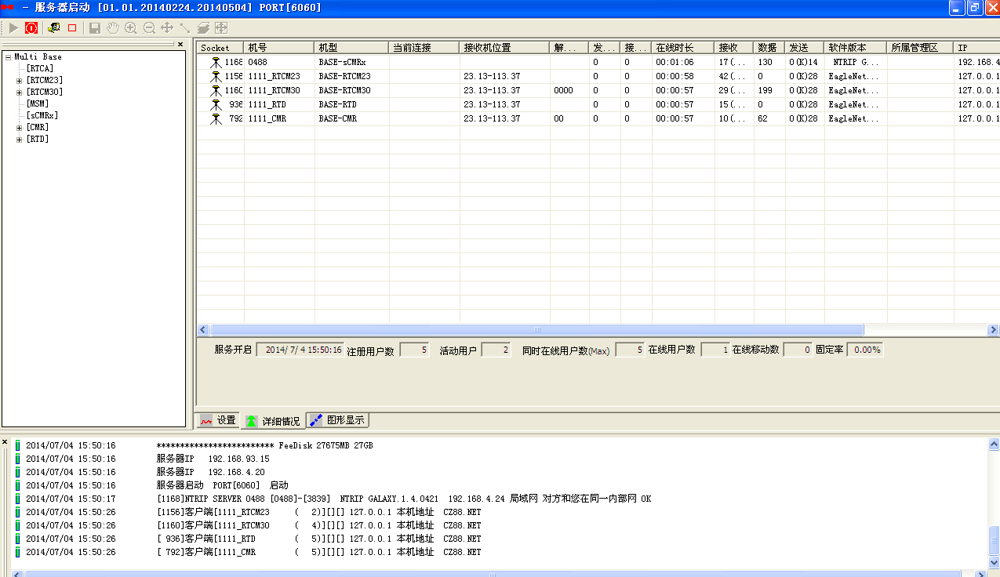 - 服务器启动 [01.01.20140224.20140504] PORT[6060]
Multi Base
[RTCA]
[RTCM23]
[RTCM30]
[MSM]
[sCMRx]
[CMR]
[RTD]
Socket 机号 机型 当前连接 接收机位置 解... 发... 接... 在线时长 接收 数据 发送 软件版本 所属管理区 IP
1168 0488 BASE-sCMRx 0 0 00:01:06 17(... 130 0(K)14 NTRIP G... 192.168.4
1156 1111_RTCM23 BASE-RTCM23 23.13-113.37 0 0 00:00:58 42(... 0 0(K)28 EagleNet... 127.0.0.1
1160 1111_RTCM30 BASE-RTCM30 23.13-113.37 0000 0 0 00:00:57 29(... 199 0(K)28 EagleNet... 127.0.0.1
936 1111_RTD BASE-RTD 23.13-113.37 0 0 00:00:57 15(... 0 0(K)28 EagleNet... 127.0.0.1
792 1111_CMR BASE-CMR 23.13-113.37 00 0 0 00:00:57 10(... 62 0(K)28 EagleNet... 127.0.0.1
服务开启 2014/ 7/ 4 15:50:16 注册用户数 5 活动用户 2 同时在线用户数(Max) 5 在线用户数 1 在线移动数 0 固定率 0.00%
设置 详细情况 图形显示
2014/07/04 15:50:16 ************************* FeeDisk 27675MB 27GB
2014/07/04 15:50:16 服务器IP 192.168.93.15
2014/07/04 15:50:16 服务器IP 192.168.4.20
2014/07/04 15:50:16 服务器启动 PORT[6060] 启动
2014/07/04 15:50:17 [1168]NTRIP SERVER 0488 [0488]-[3839] NTRIP GALAXY.1.4.0421 192.168.4.24 局域网 对方和您在同一内部网 OK
2014/07/04 15:50:26 [1156]客户端[1111_RTCM23 ( 2)][][] 127.0.0.1 本机地址 CZ88.NET
2014/07/04 15:50:26 [1160]客户端[1111_RTCM30 ( 4)][][] 127.0.0.1 本机地址 CZ88.NET
2014/07/04 15:50:26 [ 936]客户端[1111_RTD ( 5)][][] 127.0.0.1 本机地址 CZ88.NET
2014/07/04 15:50:26 [ 792]客户端[1111_CMR ( 5)][][] 127.0.0.1 本机地址 CZ88.NET